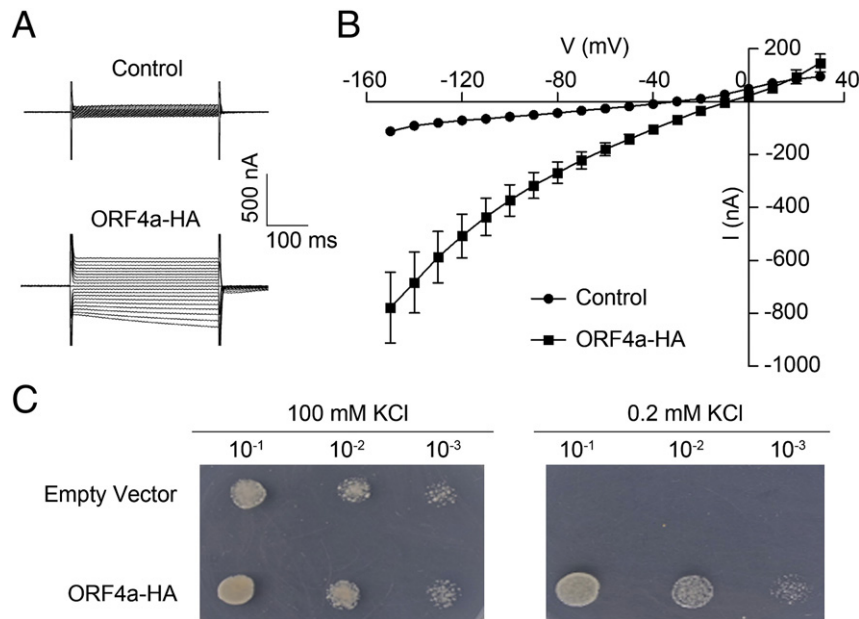 A
Control
ORF4a-HA
500 nA
100 ms
B
V (mV)
-160
-120
-80
-40
0
40
200
-200
-400
-600
-800
-1000
I (nA)
Control
ORF4a-HA
C
100 mM KCl
0.2 mM KCl
10⁻¹ 10⁻² 10⁻³ 10⁻¹ 10⁻² 10⁻³
Empty Vector
ORF4a-HA